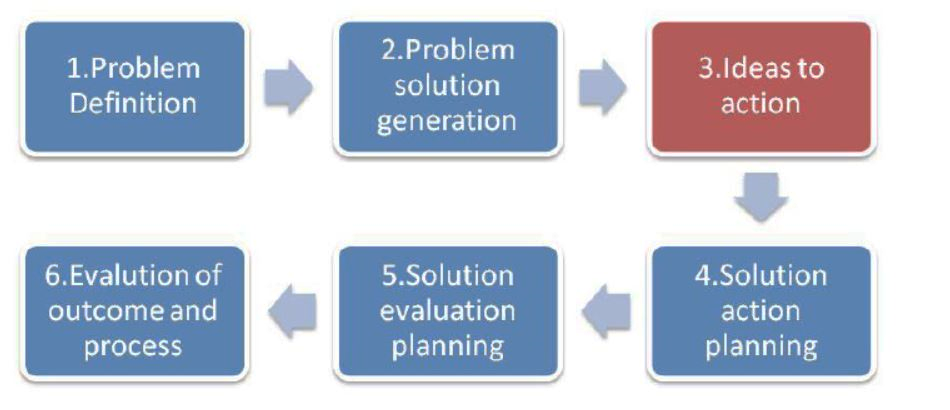 1.Problem
Definition
2.Problem
solution
generation
3.Ideas to
action
4.Solution
action
planning
5.Solution
evaluation
planning
6.Evalution of
outcome and
process